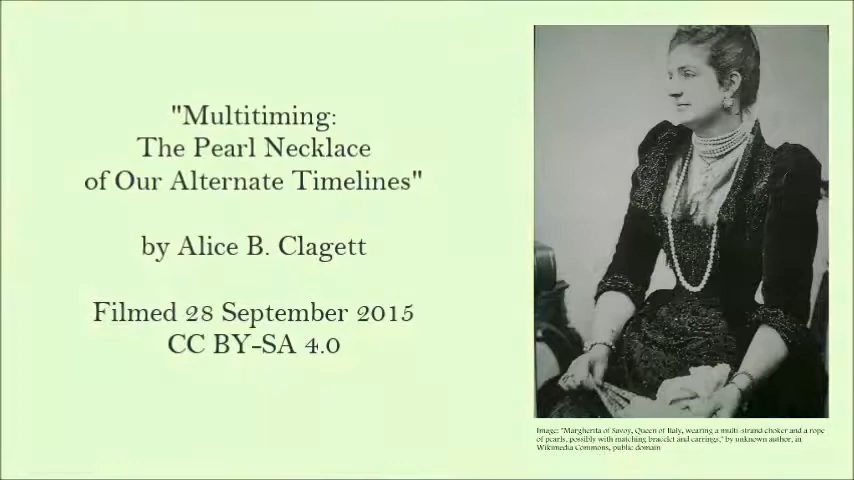 "Multitiming:
The Pearl Necklace
of Our Alternate Timelines"
by Alice B. Clagett
Filmed 28 September 2015
CC BY-SA 4.0
Image: "Margherita of Savoy, Queen of Italy, wearing a multi-strand choker and a rope
of pearls, possibly with matching bracelet and earrings," by unknown author, in
Wikimedia Commons, public domain